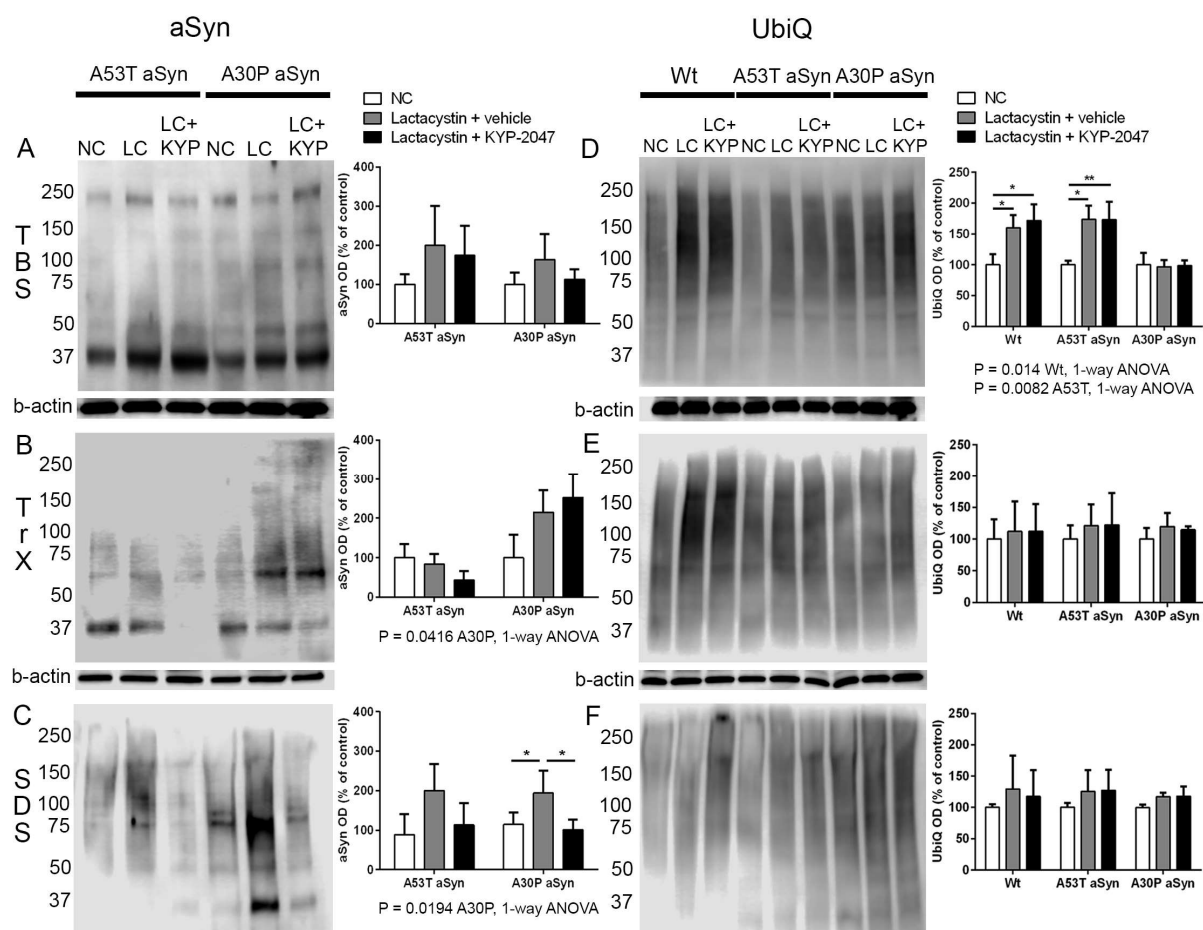 aSyn
UbiQ
A53T aSyn A30P aSyn
Wt A53T aSyn A30P aSyn
NC
Lactacystin + vehicle
Lactacystin + KYP-2047
NC
Lactacystin + vehicle
Lactacystin + KYP-2047
A
NC LC LC+ KYP NC LC LC+ KYP
TBS
250
150
100
75
50
37
b-actin
aSyn OD (% of control)
400
300
200
100
0
A53T aSyn A30P aSyn
D
NC LC LC+ KYP NC LC LC+ KYP NC LC LC+ KYP
250
150
100
75
50
37
b-actin
UbiQ OD (% of control)
250
200
150
100
50
0
* * * **
Wt A53T aSyn A30P aSyn
P = 0.014 Wt, 1-way ANOVA
P = 0.0082 A53T, 1-way ANOVA
B
TrX
250
150
100
75
50
37
b-actin
aSyn OD (% of control)
400
300
200
100
0
A53T aSyn A30P aSyn
P = 0.0416 A30P, 1-way ANOVA
E
250
150
100
75
50
37
b-actin
UbiQ OD (% of control)
250
200
150
100
50
0
Wt A53T aSyn A30P aSyn
C
SDS
250
150
100
75
50
37
aSyn OD (% of control)
400
300
200
100
0
* *
A53T aSyn A30P aSyn
P = 0.0194 A30P, 1-way ANOVA
F
250
150
100
75
50
37
UbiQ OD (% of control)
250
200
150
100
50
0
Wt A53T aSyn A30P aSyn